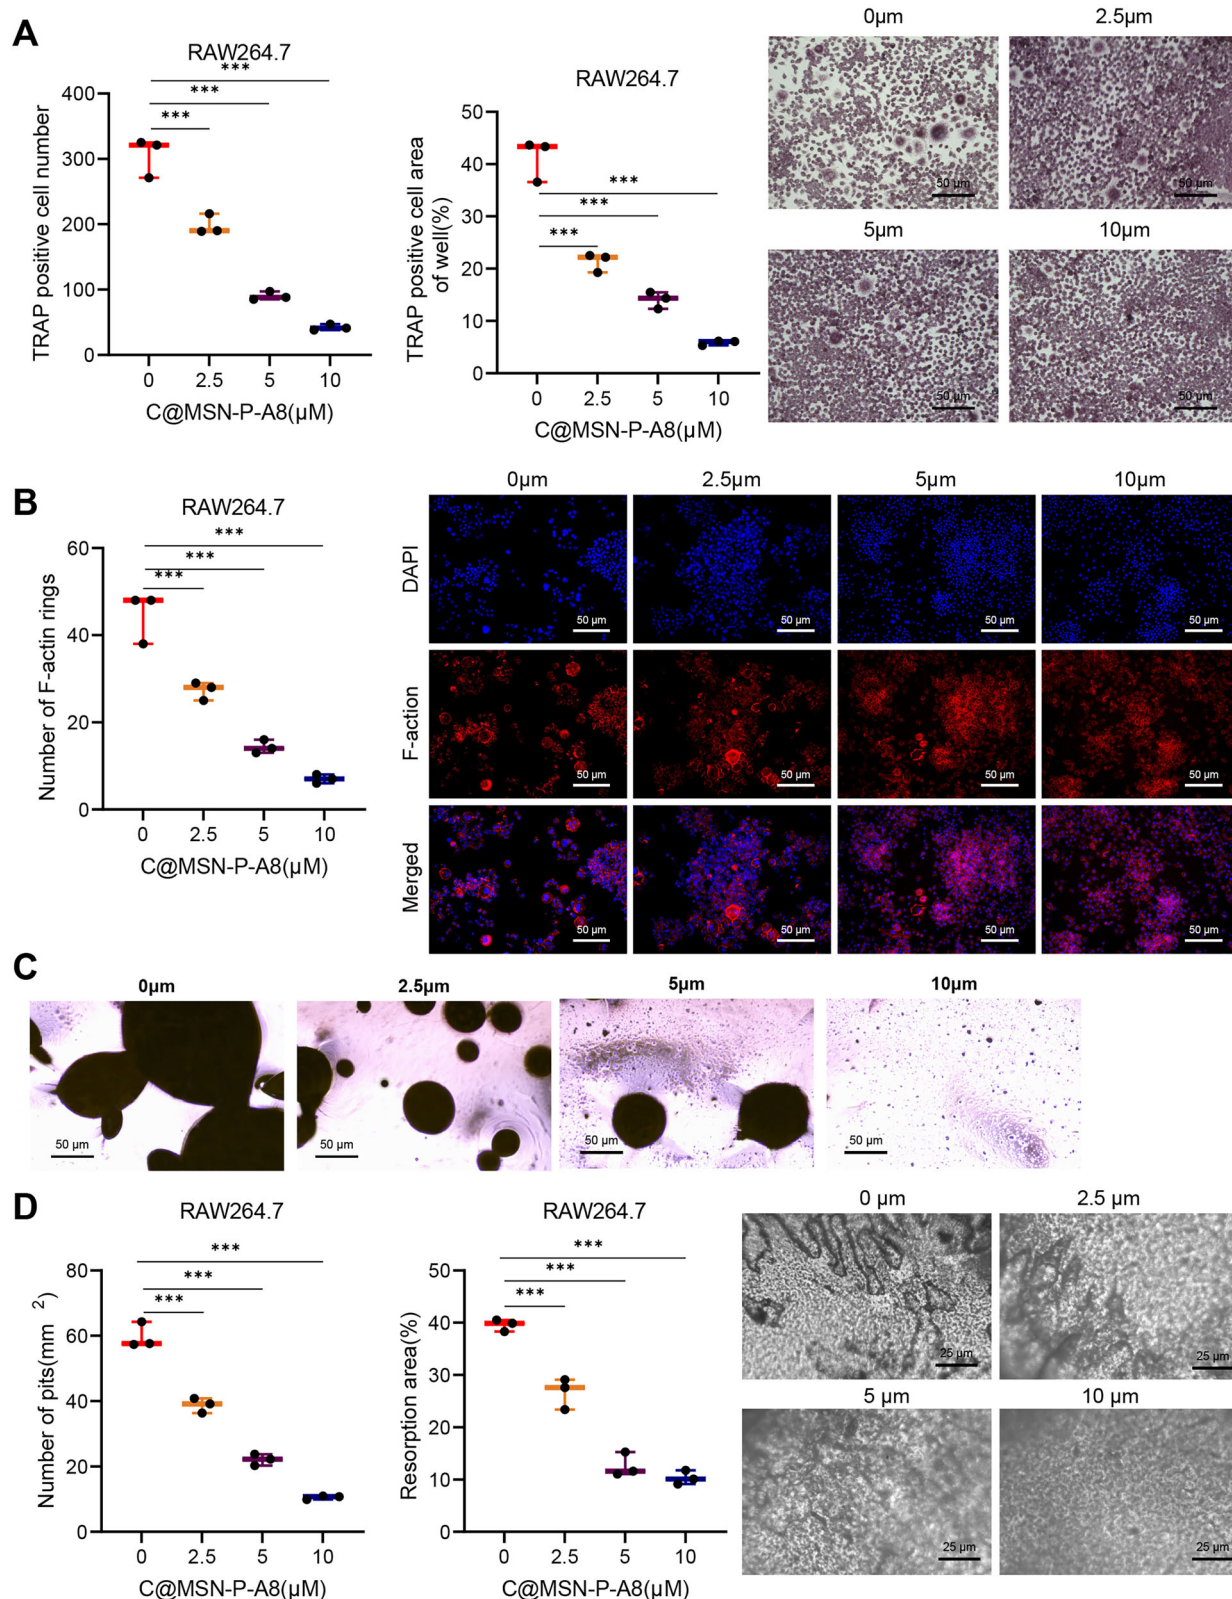 A
RAW264.7
***
***
***
400
300
200
100
0
TRAP positive cell number
0 2.5 5 10
C@MSN-P-A8(µM)
RAW264.7
50
40
30
20
10
0
TRAP positive cell area
of well(%)
***
***
***
0 2.5 5 10
C@MSN-P-A8(µM)
0µm 2.5µm
50 µm 50 µm
5µm 10µm
50 µm 50 µm
B
RAW264.7
***
***
***
60
40
20
0
Number of F-actin rings
0 2.5 5 10
C@MSN-P-A8(µM)
0µm 2.5µm 5µm 10µm
DAPI
50 µm 50 µm 50 µm 50 µm
F-action
50 µm 50 µm 50 µm 50 µm
Merged
50 µm 50 µm 50 µm 50 µm
C
0µm 2.5µm 5µm 10µm
50 µm 50 µm 50 µm 50 µm
D
RAW264.7
***
***
***
80
60
40
20
0
Number of pits(mm 2)
0 2.5 5 10
C@MSN-P-A8(µM)
RAW264.7
***
***
***
50
40
30
20
10
0
Resorption area(%)
0 2.5 5 10
C@MSN-P-A8(µM)
0 µm 2.5 µm
25 µm 25 µm
5 µm 10 µm
25 µm 25 µm